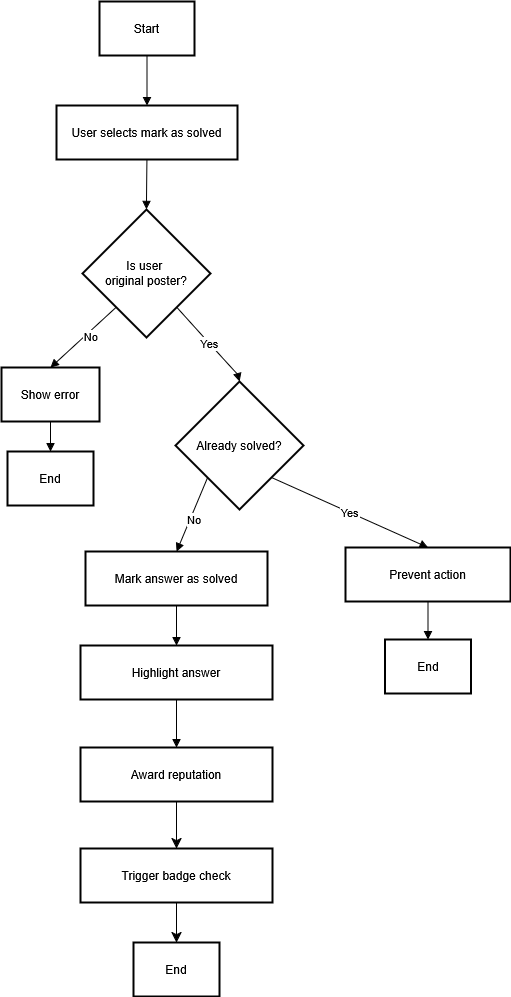 Start
User selects mark as solved
Is user
original poster?
No
Yes
Show error
Already solved?
End
No
Yes
Mark answer as solved
Prevent action
Highlight answer
End
Award reputation
Trigger badge check
End